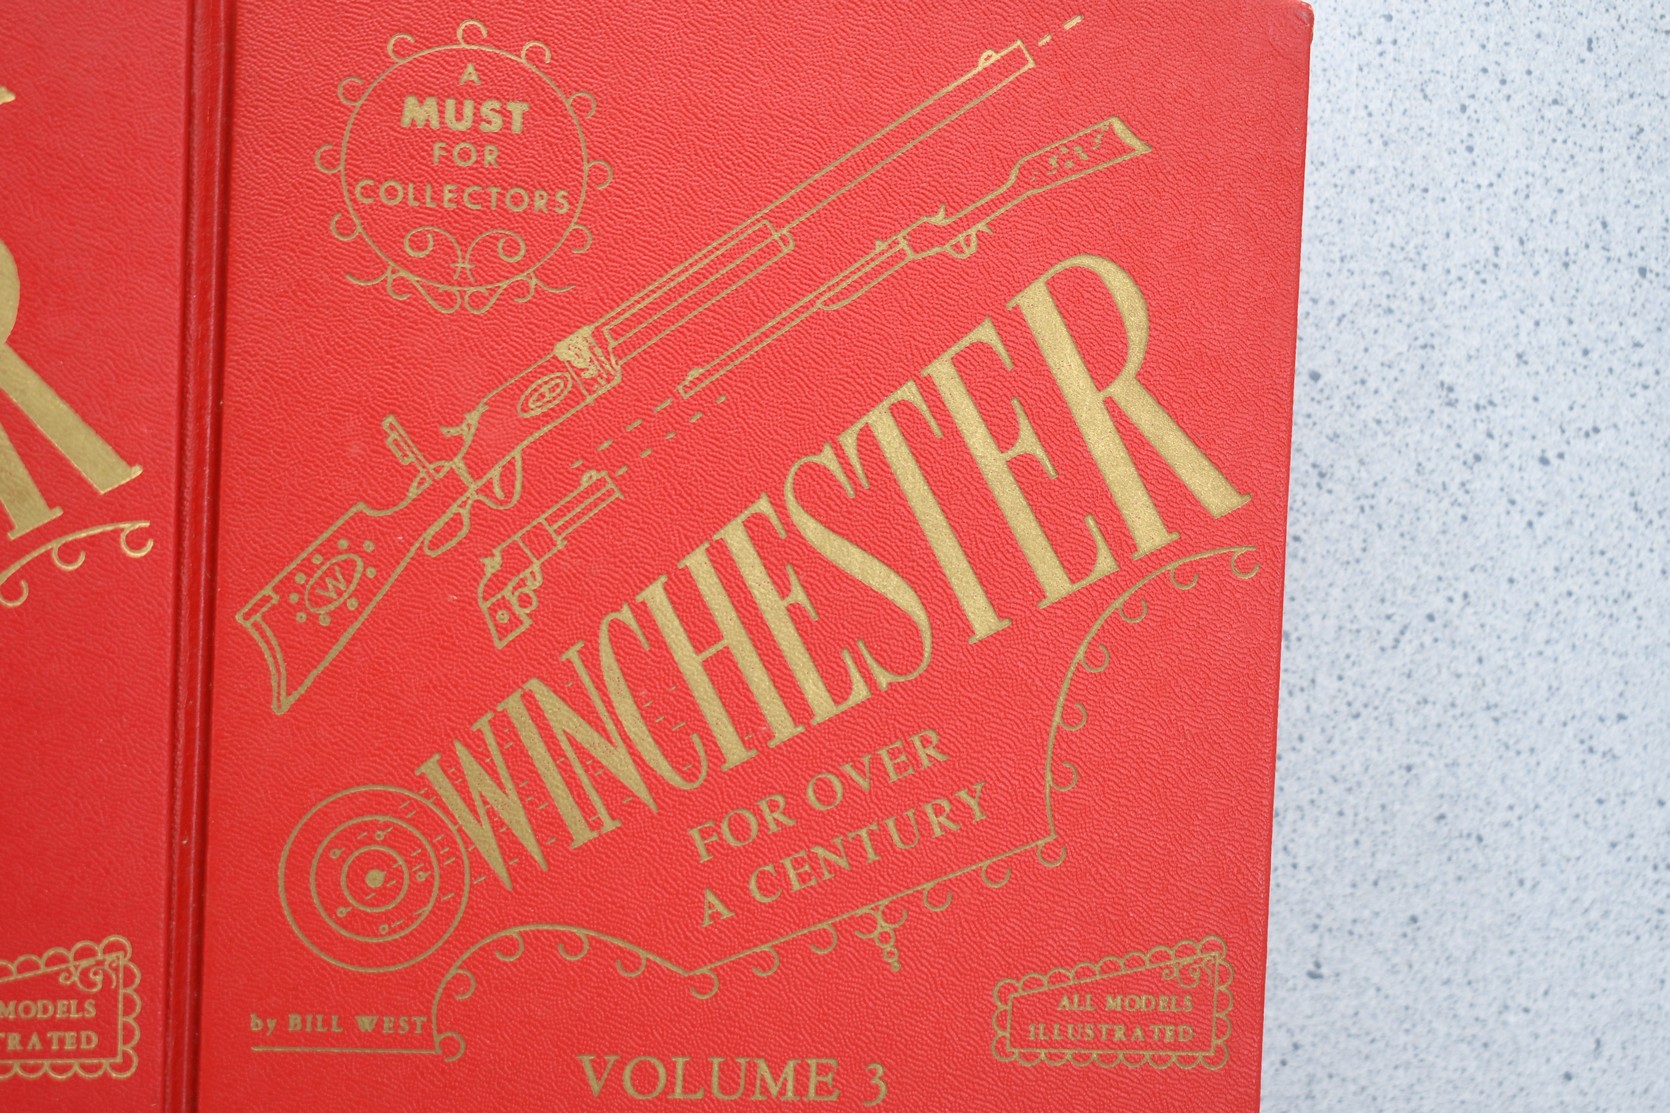 A
MUST
FOR
COLLECTORS
W
WINCHESTER
FOR OVER
A CENTURY
by BILL WEST
ALL MODELS
ILLUSTRATED
VOLUME 3
R
MODELS
TRATED